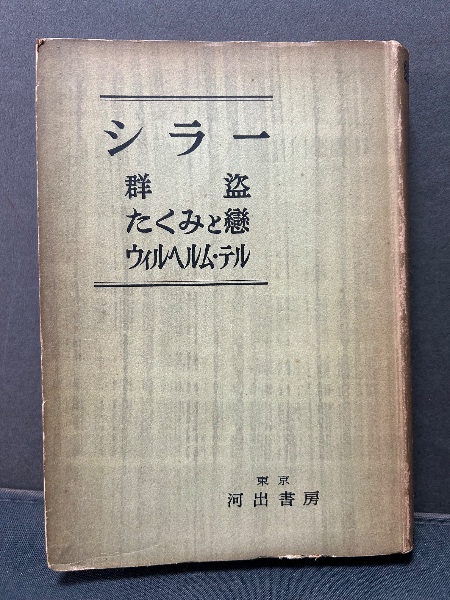 シラー
群盗
たくみと戀
ウィルヘルム・テル
東京
河出書房